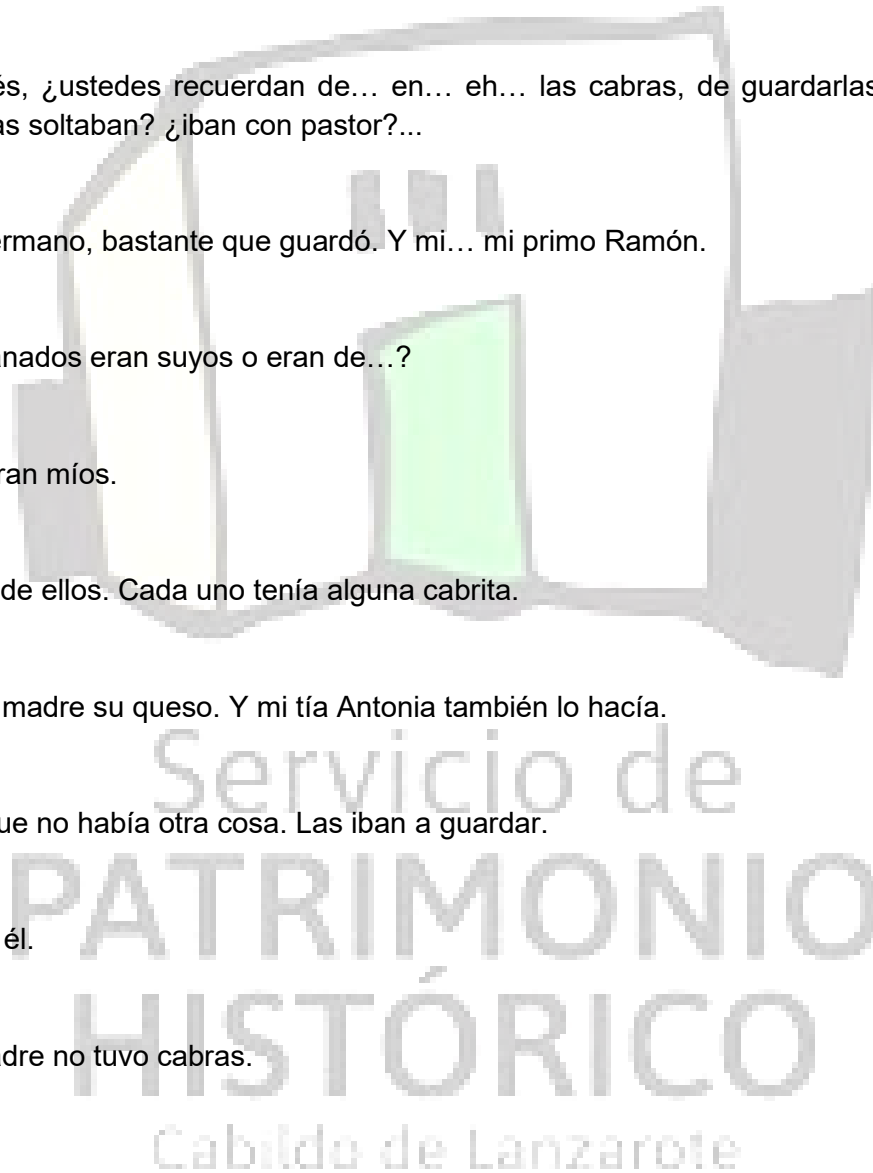 és, ¿ustedes recuerdan de… en… eh… las cabras, de guardarlas
as soltaban? ¿iban con pastor?...
ermano, bastante que guardó. Y mi… mi primo Ramón.
anados eran suyos o eran de…?
ran míos.
de ellos. Cada uno tenía alguna cabrita.
madre su queso. Y mi tía Antonia también lo hacía.
Servicio de
ue no había otra cosa. Las iban a guardar.
PATRIMONIO
él.
HISTÓRICO
adre no tuvo cabras.
Cabildo de Lanzarote